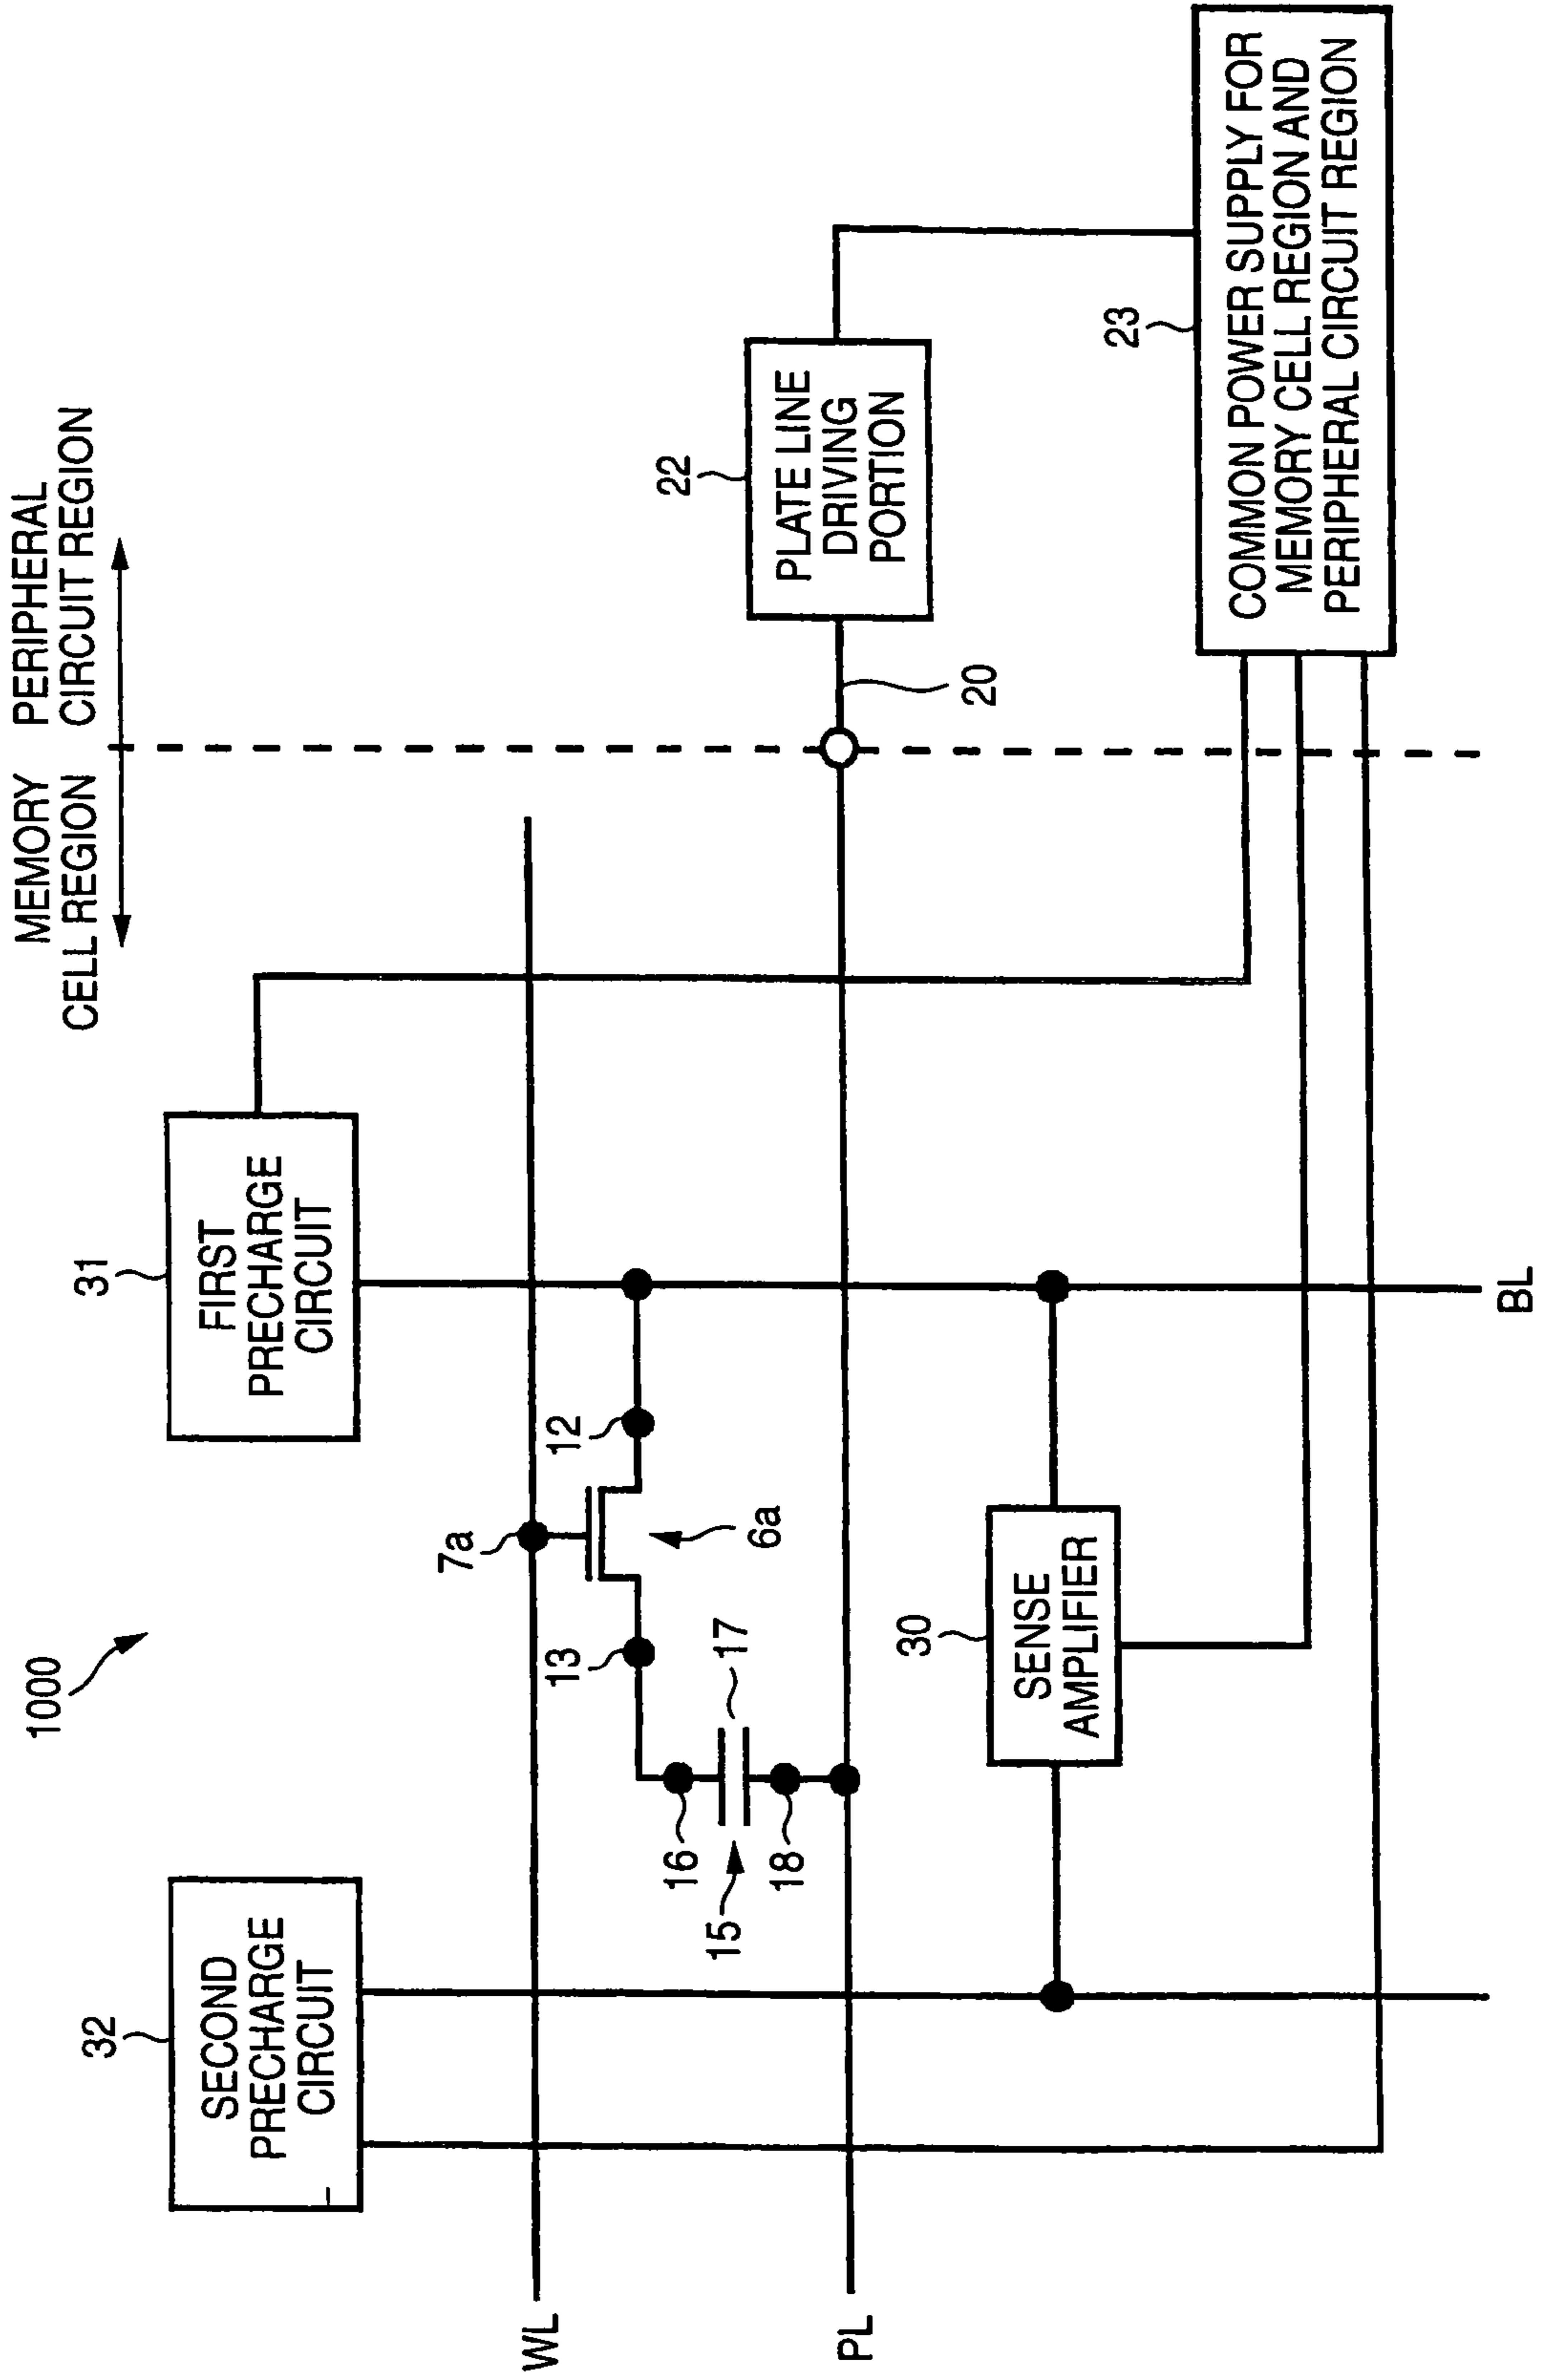 1000
MEMORY
CELL REGION
PERIPHERAL
CIRCUIT REGION
32
SECOND
PRECHARGE
CIRCUIT
31
FIRST
PRECHARGE
CIRCUIT
WL
7a
13
12
6a
16
17
15
18
PL
20
22
PLATE LINE
DRIVING
PORTION
30
SENSE
AMPLIFIER
23
COMMON POWER SUPPLY FOR
MEMORY CELL REGION AND
PERIPHERAL CIRCUIT REGION
BL